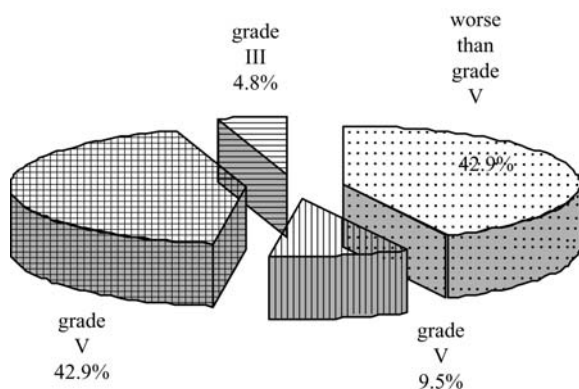 grade
III
4.8%
worse
than
grade
V
42.9%
grade
V
42.9%
grade
V
9.5%